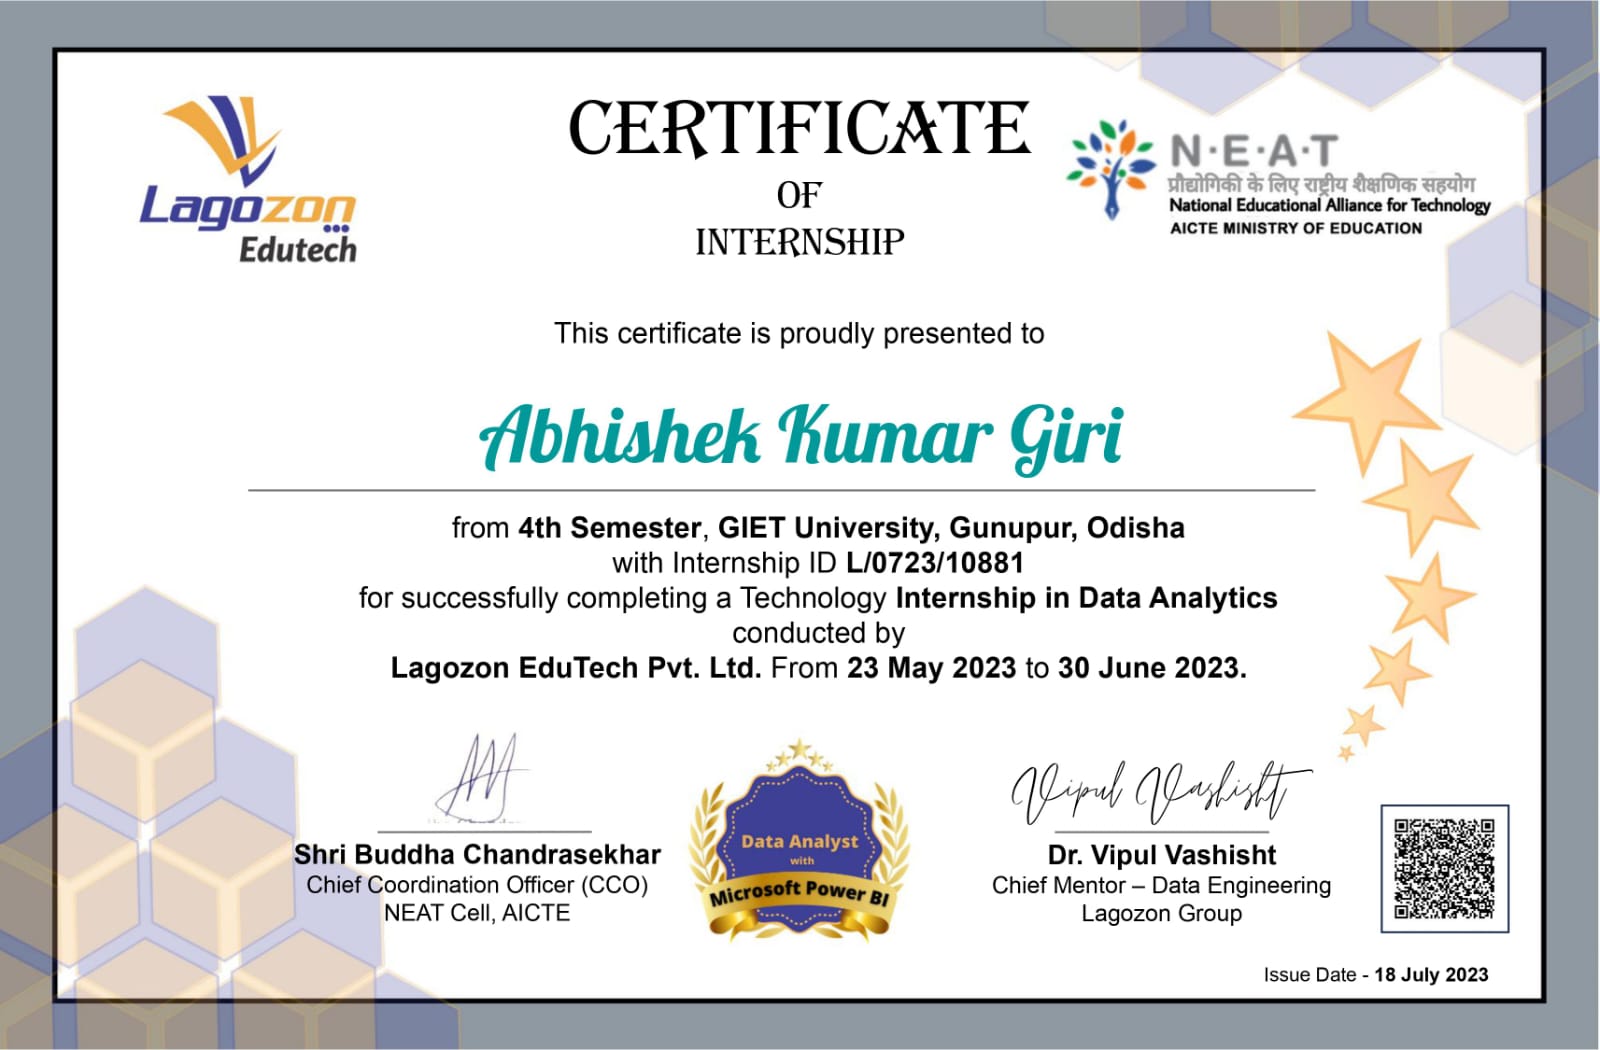 Lagozon
Edutech
CERTIFICATE
OF
INTERNSHIP
N·E·A·T
प्रौद्योगिकी के लिए राष्ट्रीय शैक्षणिक सहयोग
National Educational Alliance for Technology
AICTE MINISTRY OF EDUCATION
This certificate is proudly presented to
Abhishek Kumar Giri
from 4th Semester, GIET University, Gunupur, Odisha
with Internship ID L/0723/10881
for successfully completing a Technology Internship in Data Analytics
conducted by
Lagozon EduTech Pvt. Ltd. From 23 May 2023 to 30 June 2023.
Shri Buddha Chandrasekhar
Chief Coordination Officer (CCO)
NEAT Cell, AICTE
Data Analyst
with
Microsoft Power BI
Vipul Vashisht
Dr. Vipul Vashisht
Chief Mentor – Data Engineering
Lagozon Group
Issue Date - 18 July 2023